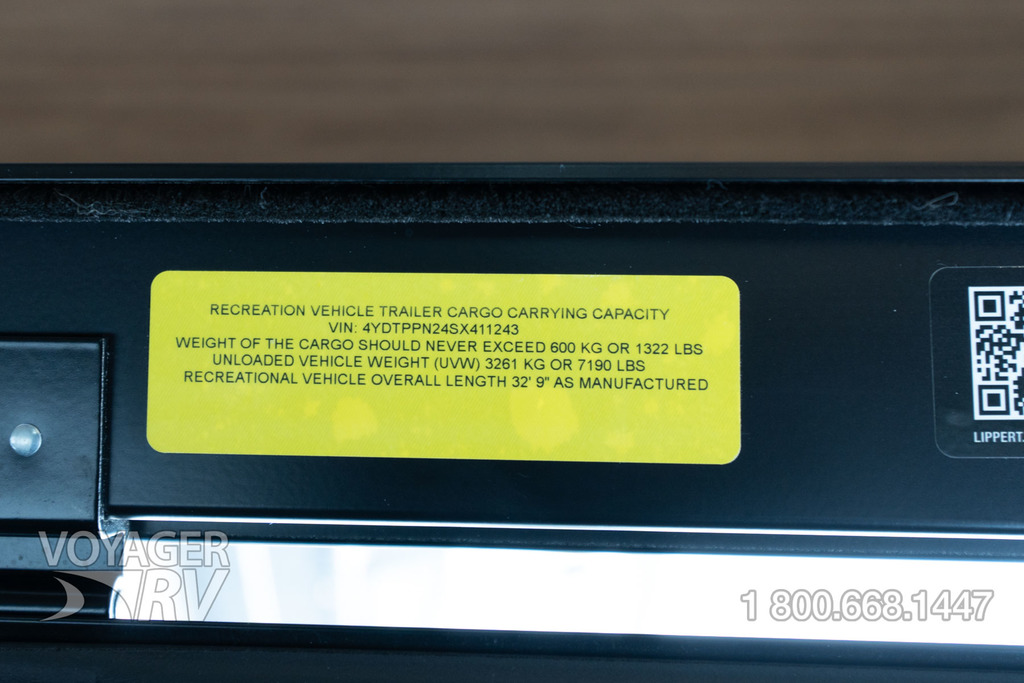 RECREATION VEHICLE TRAILER CARGO CARRYING CAPACITY
VIN: 4YDTPPN24SX411243
WEIGHT OF THE CARGO SHOULD NEVER EXCEED 600 KG OR 1322 LBS
UNLOADED VEHICLE WEIGHT (UVW) 3261 KG OR 7190 LBS
RECREATIONAL VEHICLE OVERALL LENGTH 32' 9" AS MANUFACTURED
LIPPERT.
VOYAGER
RV
1 800.668.1447